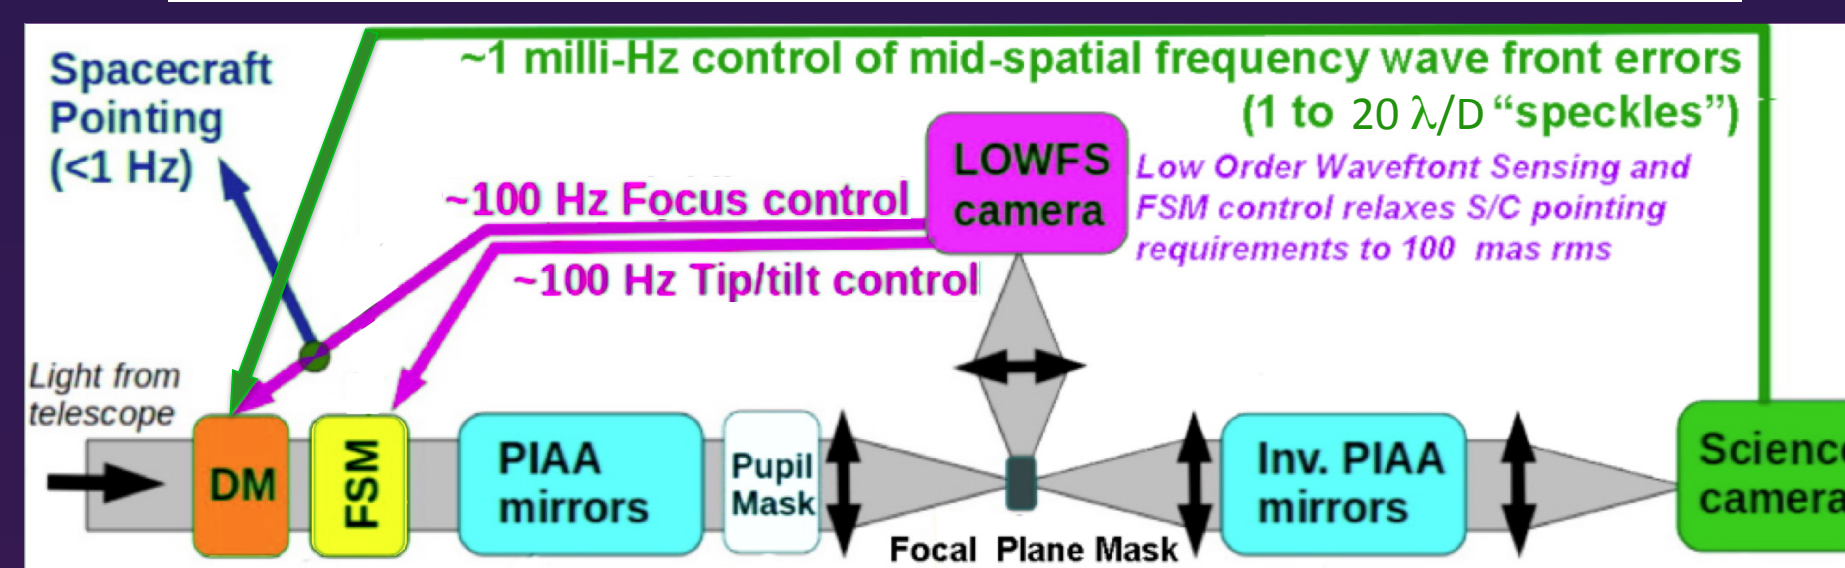 Spacecraft
Pointing
(<1 Hz)
~1 milli-Hz control of mid-spatial frequency wave front errors
(1 to 20 λ/D “speckles”)
LOWFS
camera
Low Order Waveftont Sensing and
FSM control relaxes S/C pointing
requirements to 100 mas rms
~100 Hz Focus control
~100 Hz Tip/tilt control
Light from
telescope
DM
FSM
PIAA
mirrors
Pupil
Mask
Focal Plane Mask
Inv. PIAA
mirrors
Science
camera